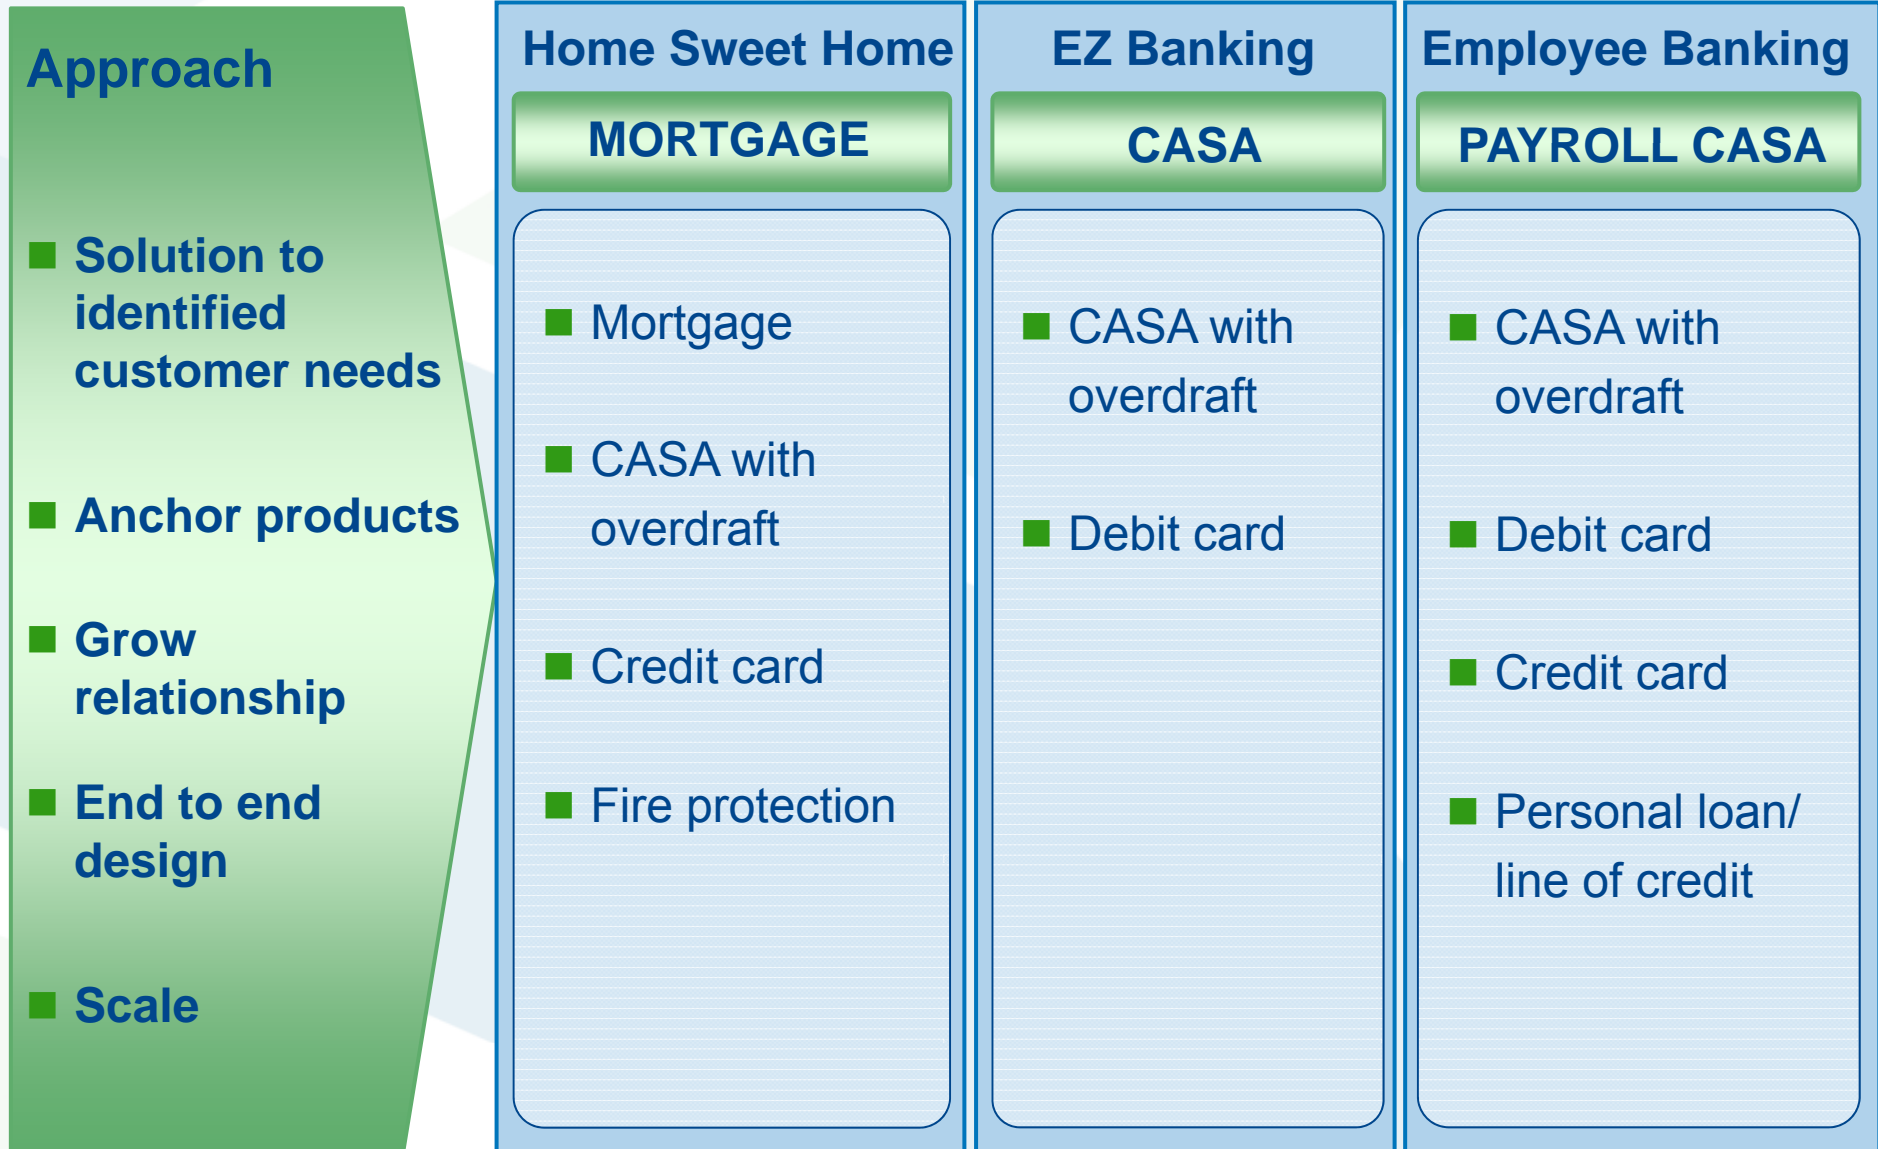 Approach
Solution to
identified
customer needs
Anchor products
Grow
relationship
End to end
design
Scale
Home Sweet Home
MORTGAGE
Mortgage
CASA with
overdraft
Credit card
Fire protection
EZ Banking
CASA
CASA with
overdraft
Debit card
Employee Banking
PAYROLL CASA
CASA with
overdraft
Debit card
Credit card
Personal loan/
line of credit